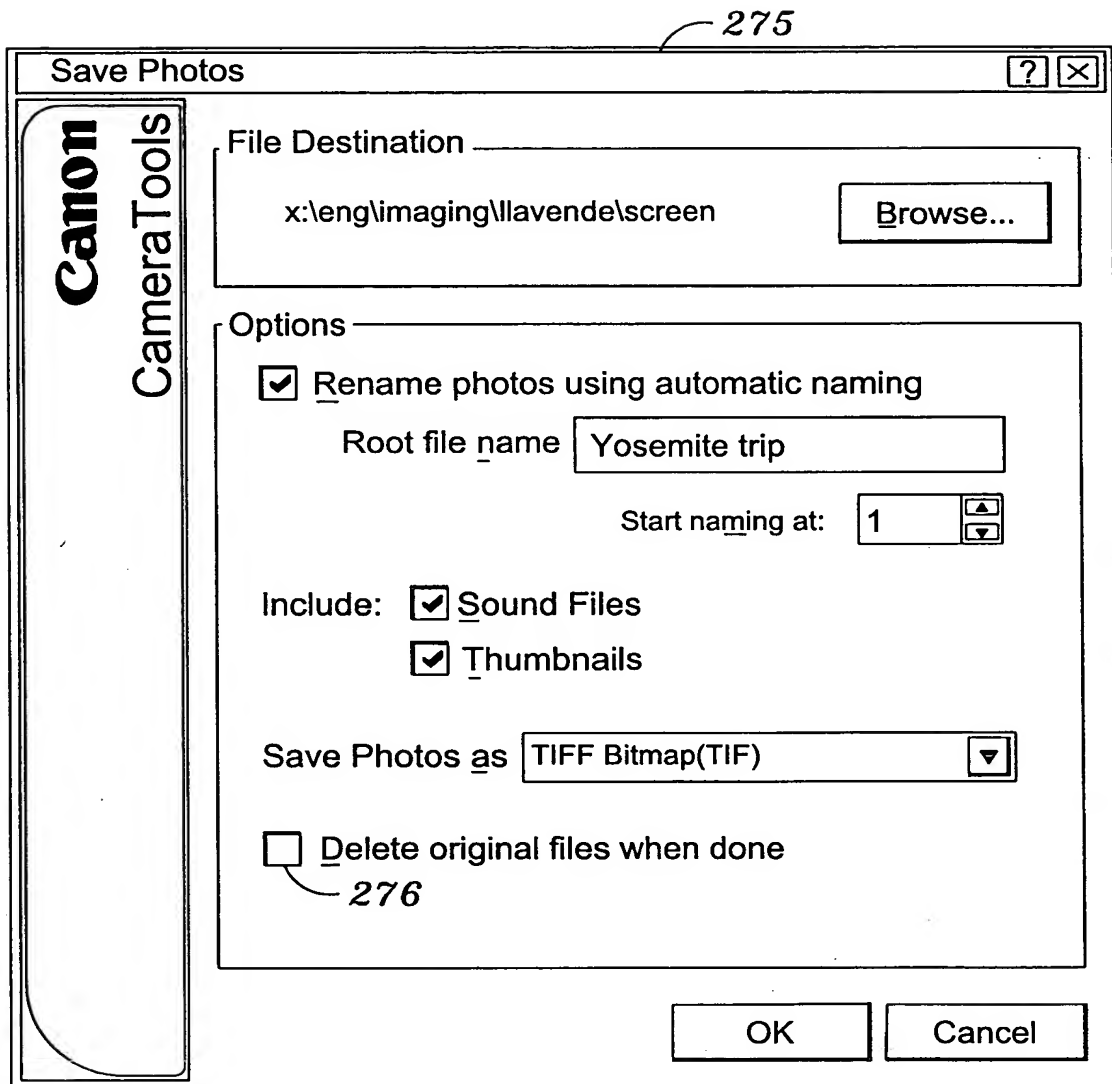 275
Save Photos
?
Canon
CameraTools
File Destination
x:\eng\imaging\llavende\screen
Browse...
Options
Rename photos using automatic naming
Root file name Yosemite trip
Start naming at: 1
Include: Sound Files
Thumbnails
Save Photos as TIFF Bitmap(TIF)
Delete original files when done
276
OK Cancel